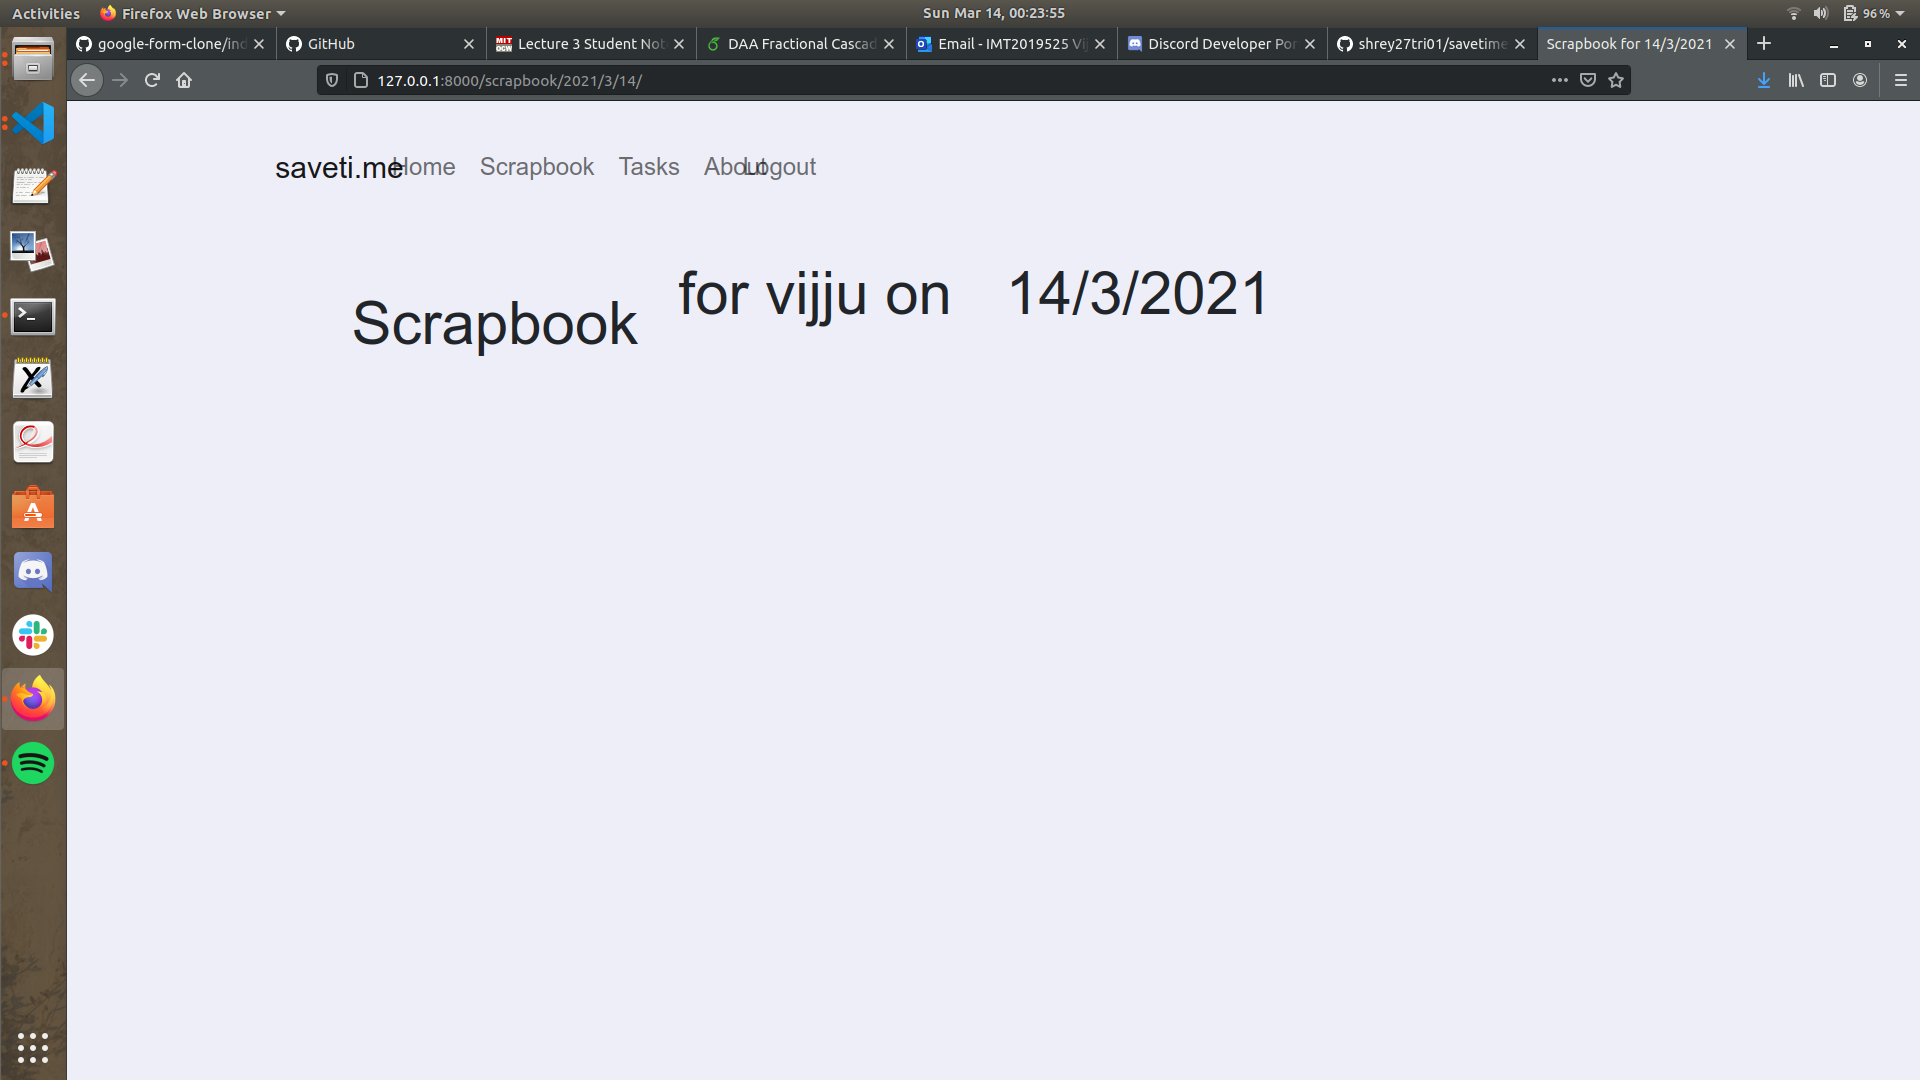 Activities Firefox Web Browser Sun Mar 14, 00:23:55 96 %
google-form-clone/ind GitHub Lecture 3 Student Not DAA Fractional Cascad Email - IMT2019525 Vij Discord Developer Por shrey27tri01/savetime Scrapbook for 14/3/2021
127.0.0.1:8000/scrapbook/2021/3/14/
saveti.me Home Scrapbook Tasks About Logout
Scrapbook for vijju on 14/3/2021